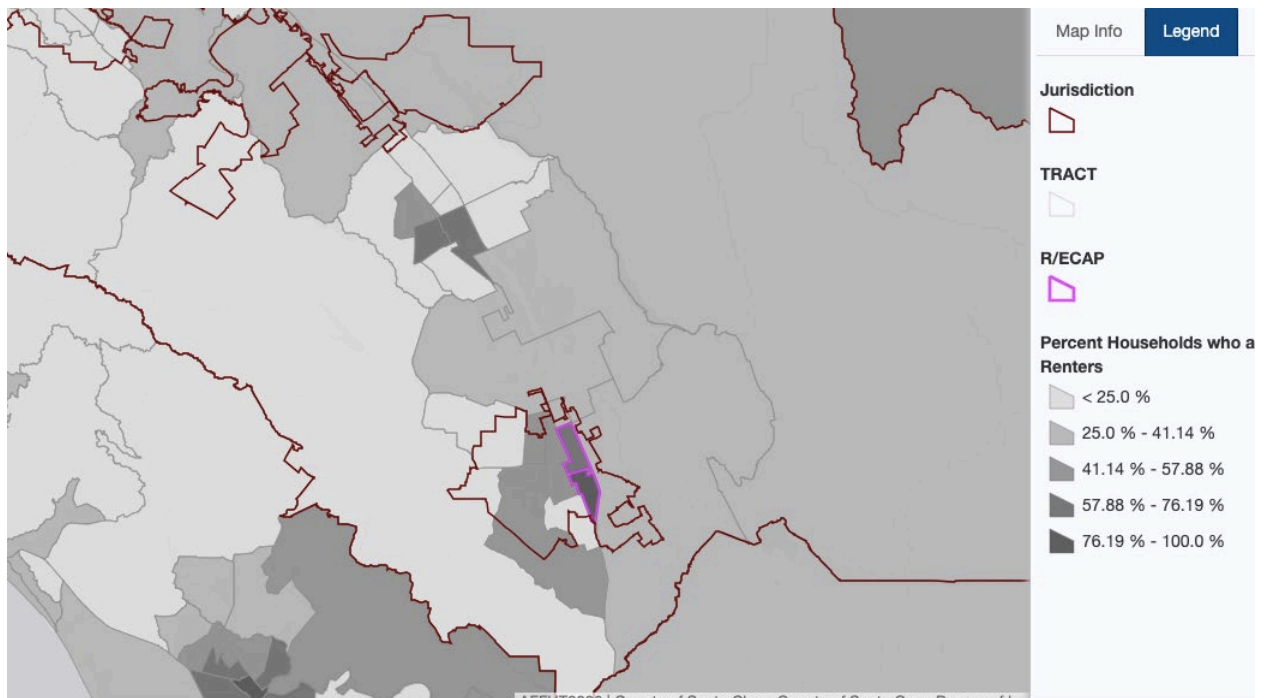 Map Info
Legend
Jurisdiction
TRACT
R/ECAP
Percent Households who a
Renters
< 25.0 %
25.0 % - 41.14 %
41.14 % - 57.88 %
57.88 % - 76.19 %
76.19 % - 100.0 %